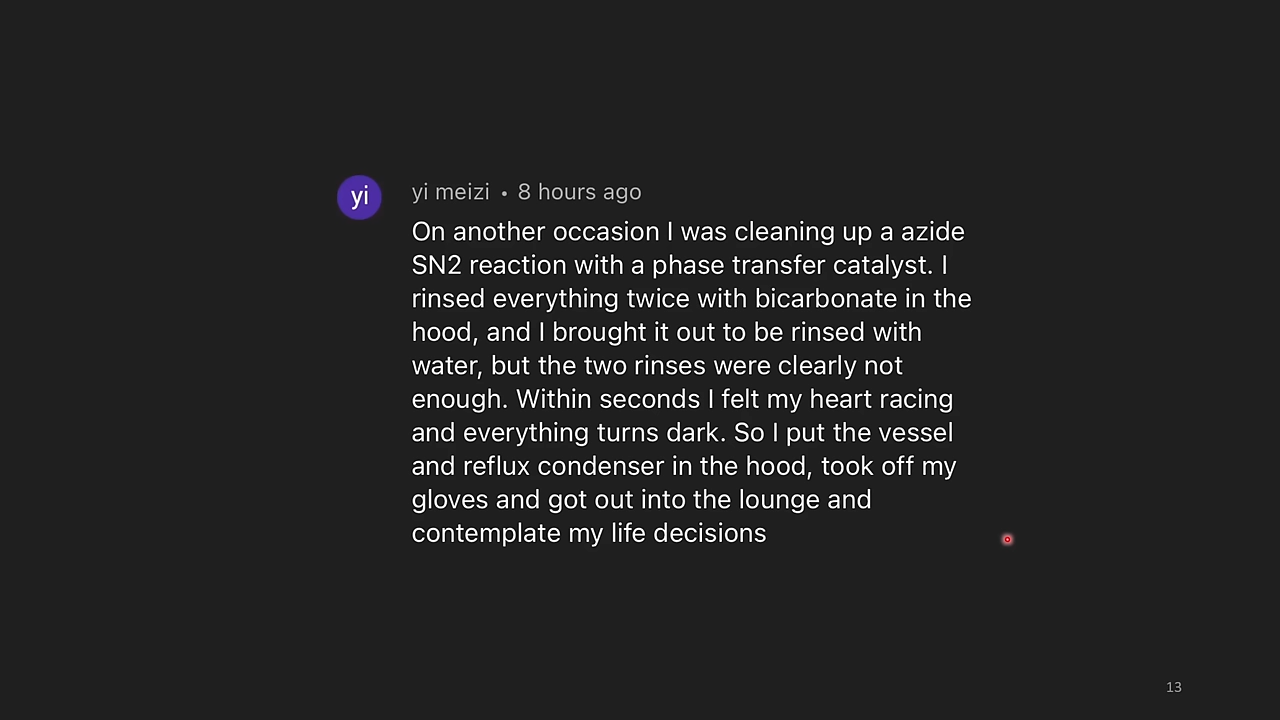 yi
yi meizi • 8 hours ago
On another occasion I was cleaning up a azide
SN2 reaction with a phase transfer catalyst. I
rinsed everything twice with bicarbonate in the
hood, and I brought it out to be rinsed with
water, but the two rinses were clearly not
enough. Within seconds I felt my heart racing
and everything turns dark. So I put the vessel
and reflux condenser in the hood, took off my
gloves and got out into the lounge and
contemplate my life decisions
13